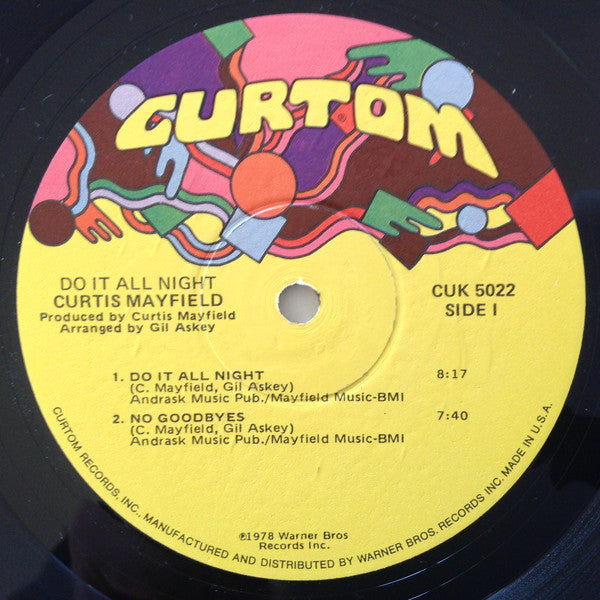 CURTOM
®
DO IT ALL NIGHT
CURTIS MAYFIELD
Produced by Curtis Mayfield
Arranged by Gil Askey
CUK 5022
SIDE I
1. DO IT ALL NIGHT 8:17
(C. Mayfield, Gil Askey)
Andrask Music Pub./Mayfield Music-BMI
2. NO GOODBYES 7:40
(C. Mayfield, Gil Askey)
Andrask Music Pub./Mayfield Music-BMI
℗1978 Warner Bros
Records Inc.
CURTOM RECORDS, INC., MANUFACTURED AND DISTRIBUTED BY WARNER BROS. RECORDS INC. MADE IN U.S.A.